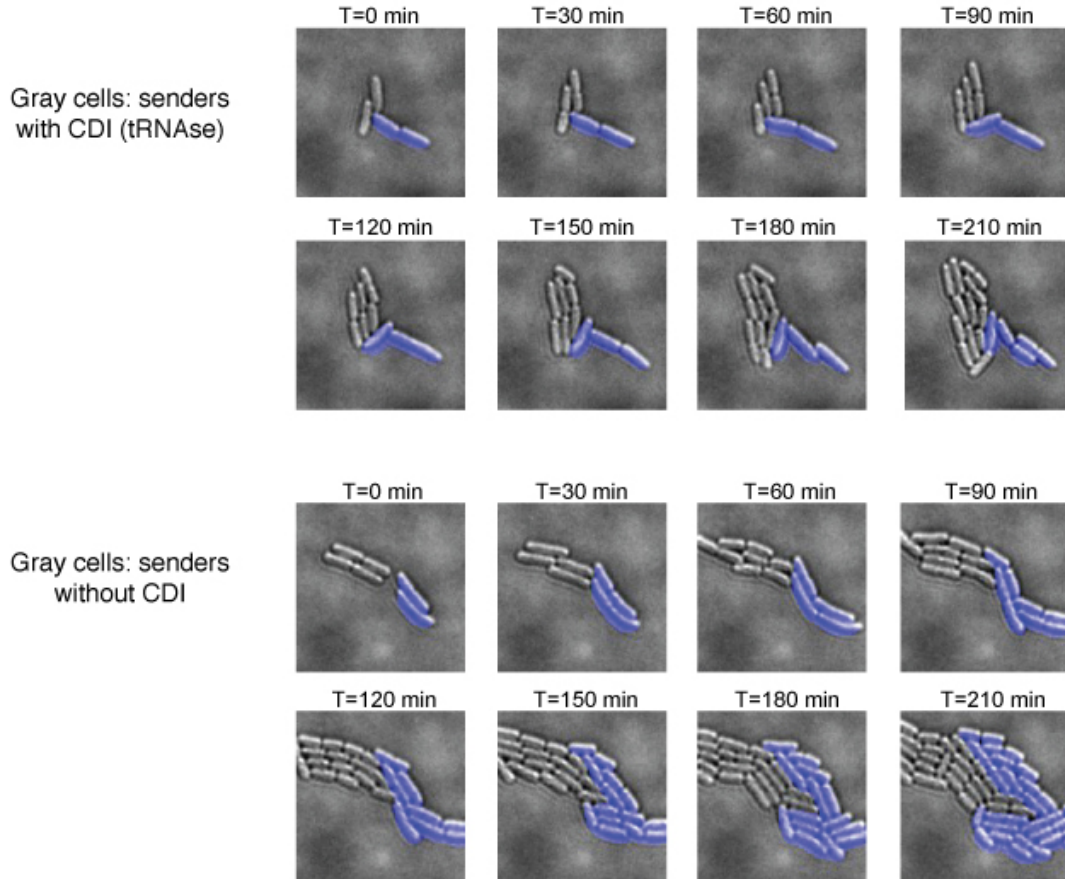 T=0 min
T=30 min
T=60 min
T=90 min
Gray cells: senders
with CDI (tRNAse)
T=120 min
T=150 min
T=180 min
T=210 min
T=0 min
T=30 min
T=60 min
T=90 min
Gray cells: senders
without CDI
T=120 min
T=150 min
T=180 min
T=210 min